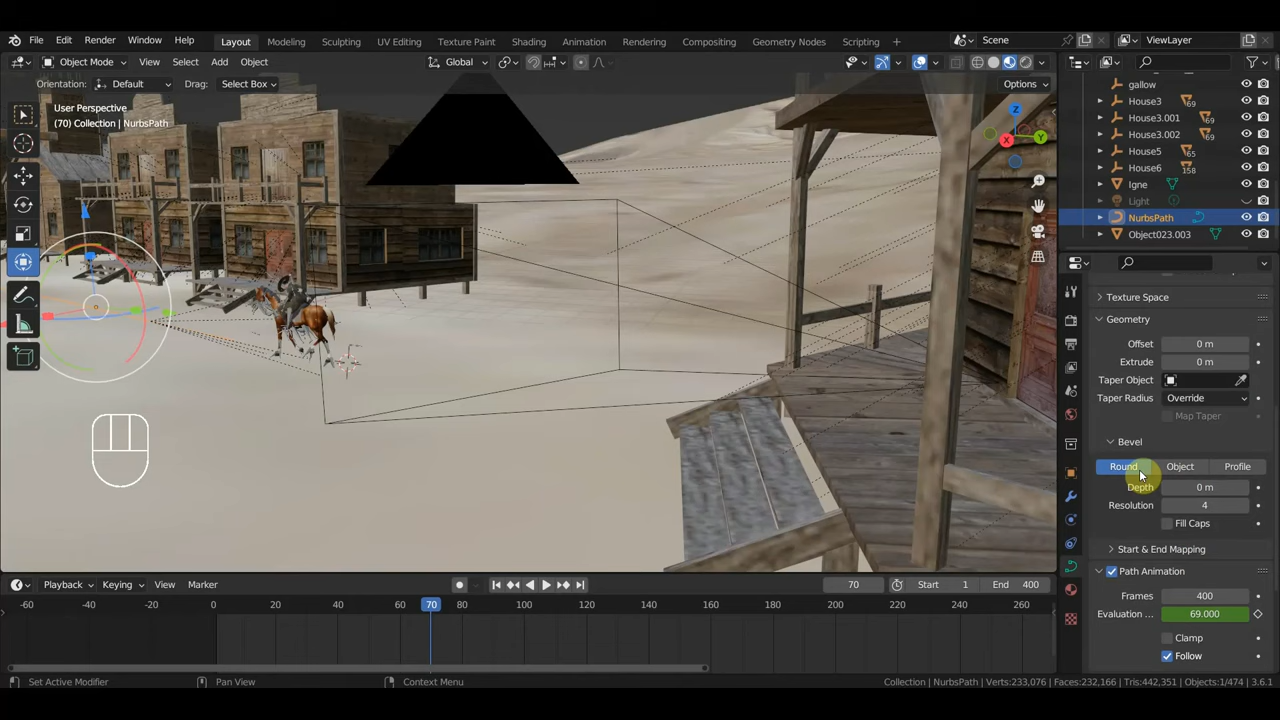 File Edit Render Window Help Layout Modeling Sculpting UV Editing Texture Paint Shading Animation Rendering Compositing Geometry Nodes Scripting + Scene ViewLayer
Object Mode View Select Add Object Global
Orientation: Default Drag: Select Box Options
User Perspective
(70) Collection | NurbsPath
Z
X
Y
gallow
House3 69
House3.001 69
House3.002 69
House5 65
House6 158
Igne
Light
NurbsPath
Object023.003
Texture Space
Geometry
Offset 0 m
Extrude 0 m
Taper Object
Taper Radius Override
Map Taper
Bevel
Round Object Profile
Depth 0 m
Resolution 4
Fill Caps
Start & End Mapping
Path Animation
Frames 400
Evaluation ... 69.000
Clamp
Follow
Playback Keying View Marker 70 Start 1 End 400
-60 -40 -20 0 20 40 60 70 80 100 120 140 160 180 200 220 240 260
Set Active Modifier Pan View Context Menu Collection | NurbsPath | Verts:233,076 | Faces:232,166 | Tris:442,351 | Objects:1/474 | 3.6.1